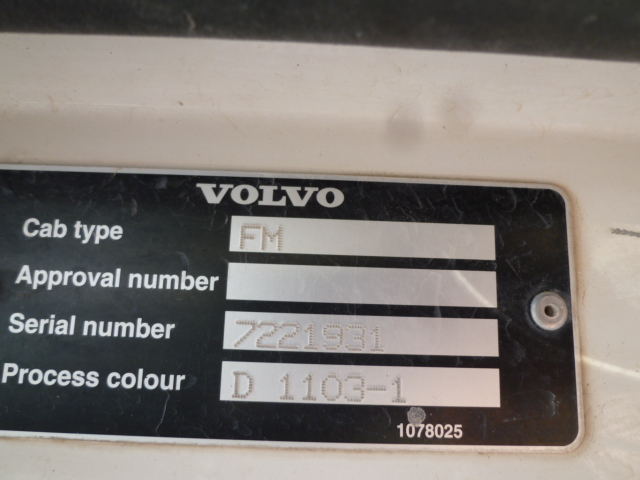 VOLVO
Cab type FM
Approval number
Serial number 7221931
Process colour D 1103-1
1078025